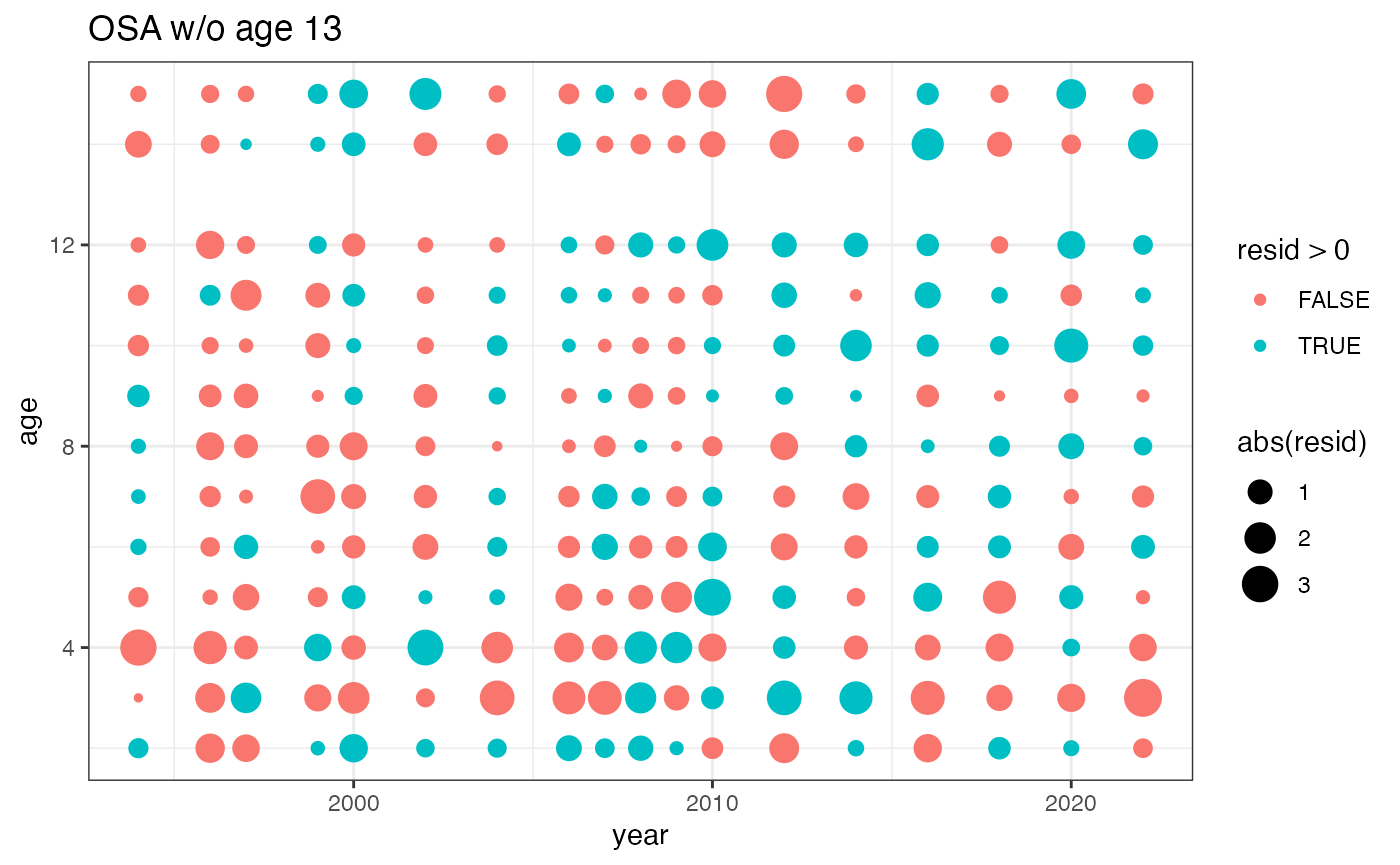 OSA w/o age 13
12
8
4
age
2000
2010
2020
year
resid > 0
FALSE
TRUE
abs(resid)
1
2
3